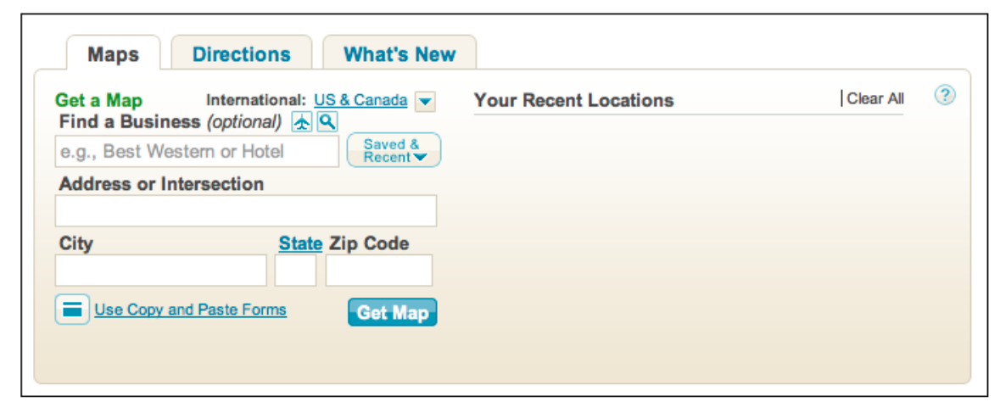 Maps Directions What's New
Get a Map International: US & Canada
Find a Business (optional)
e.g., Best Western or Hotel
Saved &
Recent
Address or Intersection
City State Zip Code
Use Copy and Paste Forms Get Map
Your Recent Locations | Clear All ?